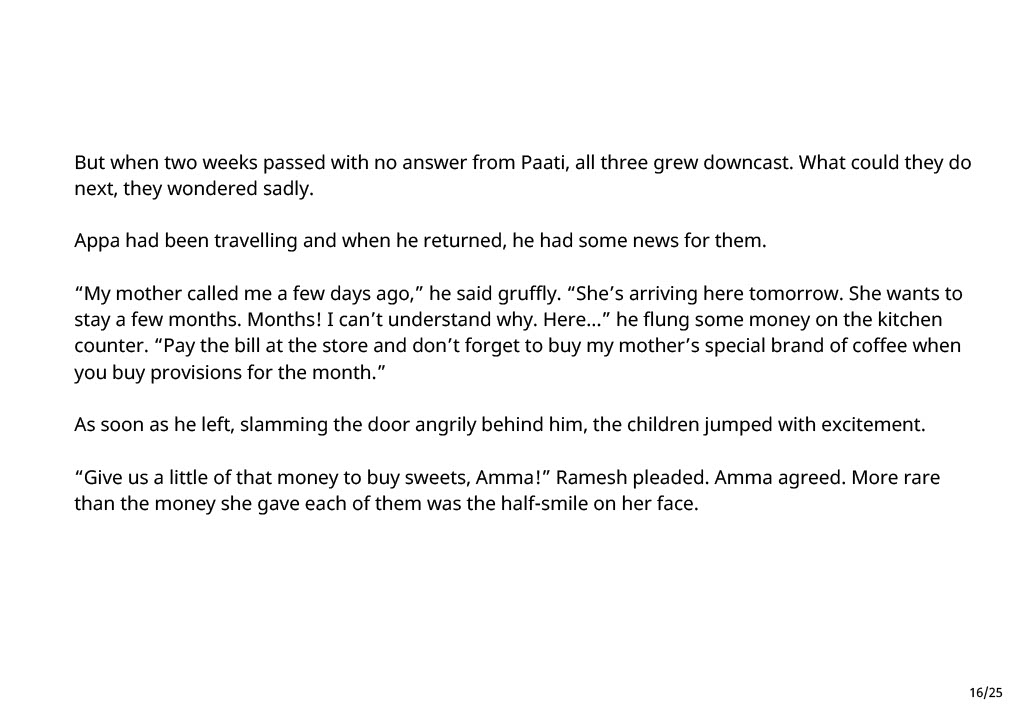 But when two weeks passed with no answer from Paati, all three grew downcast. What could they do
next, they wondered sadly.
Appa had been travelling and when he returned, he had some news for them.
“My mother called me a few days ago,” he said gruffly. “She’s arriving here tomorrow. She wants to
stay a few months. Months! I can’t understand why. Here...” he flung some money on the kitchen
counter. “Pay the bill at the store and don’t forget to buy my mother’s special brand of coffee when
you buy provisions for the month.”
As soon as he left, slamming the door angrily behind him, the children jumped with excitement.
“Give us a little of that money to buy sweets, Amma!” Ramesh pleaded. Amma agreed. More rare
than the money she gave each of them was the half-smile on her face.
16/25